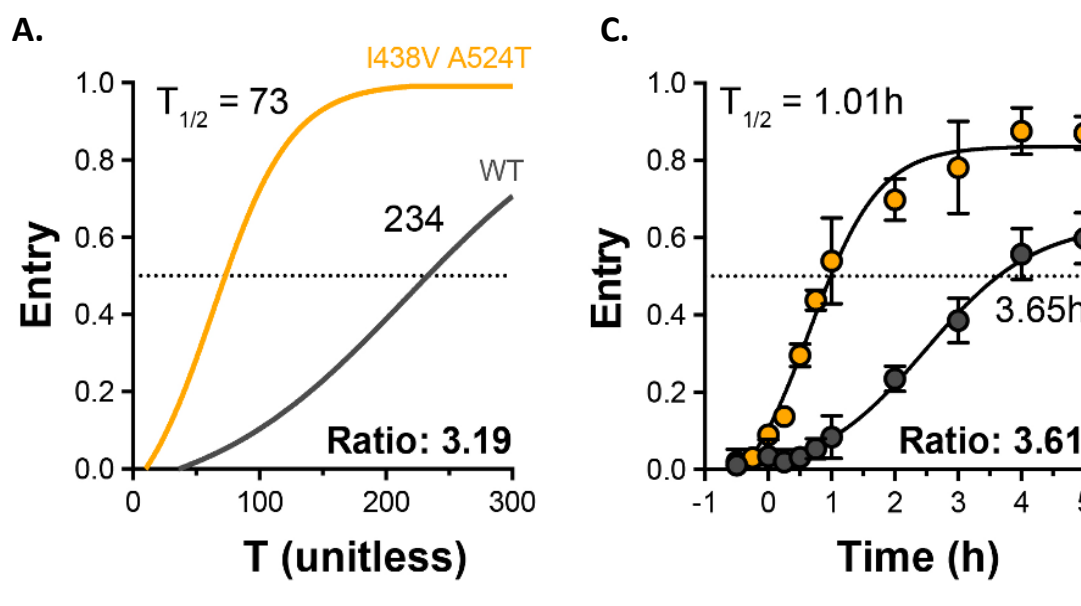 A.
I438V A524T
T1/2 = 73
WT
234
Ratio: 3.19
Entry
1.0
0.8
0.6
0.4
0.2
0.0
0
100
200
300
T (unitless)
C.
T1/2 = 1.01h
3.65h
Ratio: 3.61
Entry
1.0
0.8
0.6
0.4
0.2
0.0
-1
0
1
2
3
4
T
Time (h)